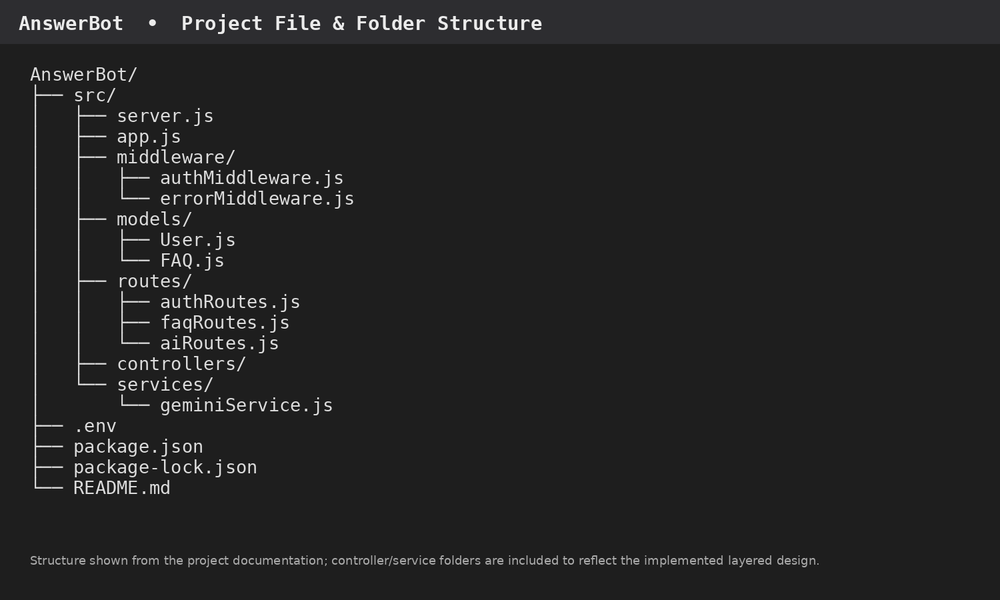 AnswerBot • Project File & Folder Structure
AnswerBot/
├── src/
│   ├── server.js
│   ├── app.js
│   ├── middleware/
│   │   ├── authMiddleware.js
│   │   └── errorMiddleware.js
│   ├── models/
│   │   ├── User.js
│   │   └── FAQ.js
│   ├── routes/
│   │   ├── authRoutes.js
│   │   ├── faqRoutes.js
│   │   └── aiRoutes.js
│   ├── controllers/
│   └── services/
│       └── geminiService.js
├── .env
├── package.json
├── package-lock.json
└── README.md
Structure shown from the project documentation; controller/service folders are included to reflect the implemented layered design.